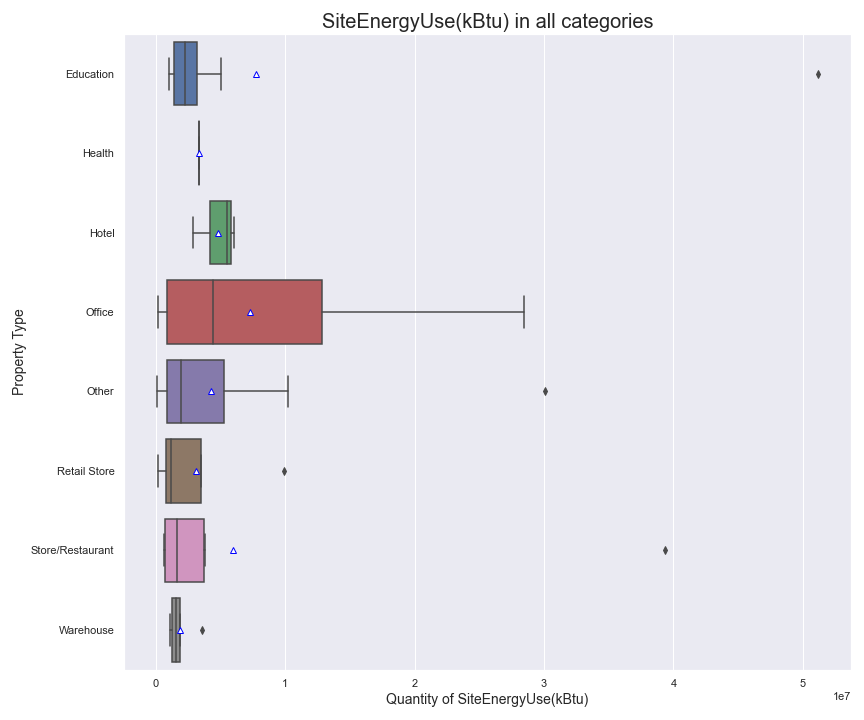 SiteEnergyUse(kBtu) in all categories
Education
Health
Hotel
Office
Other
Retail Store
Store/Restaurant
Warehouse
Property Type
0 1 2 3 4 5
1e7
Quantity of SiteEnergyUse(kBtu)